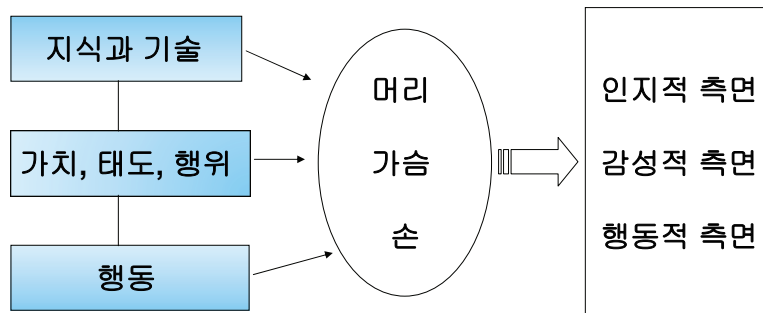 지식과 기술
가치, 태도, 행위
행동
머리
가슴
손
인지적 측면
감성적 측면
행동적 측면